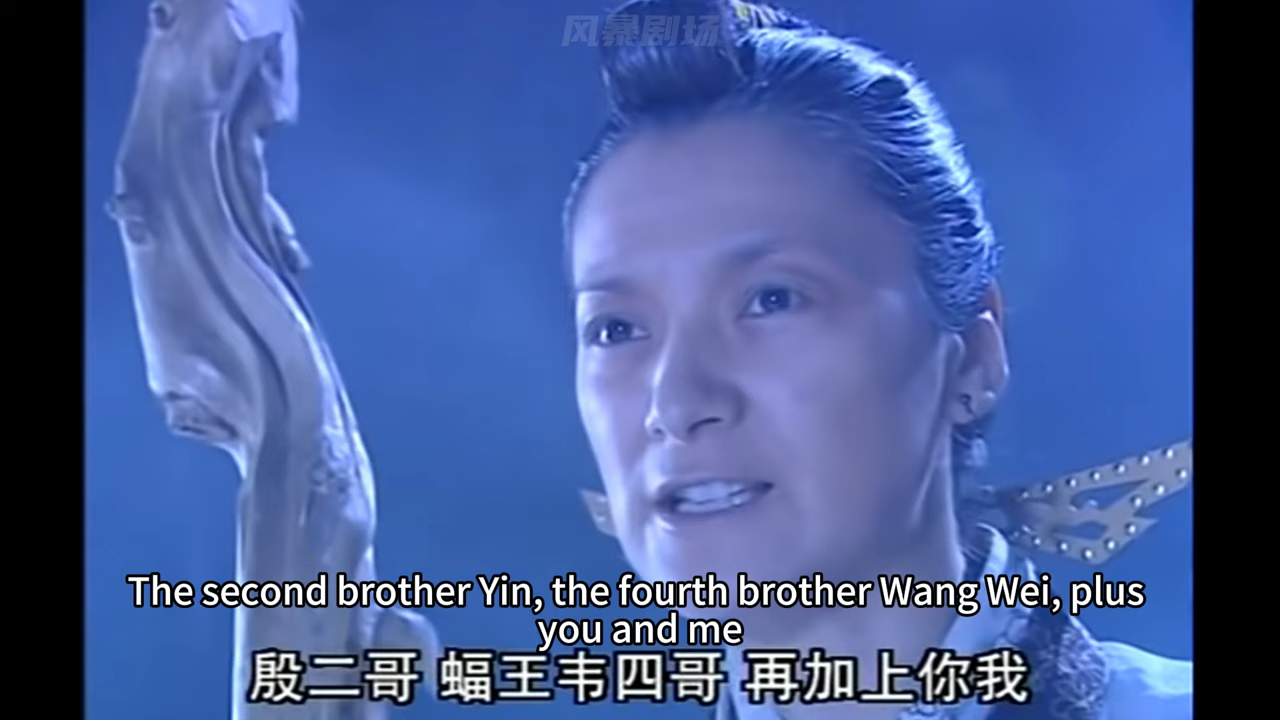 风暴剧场
The second brother Yin, the fourth brother Wang Wei, plus
you and me
殷二哥 蝠王韦四哥 再加上你我